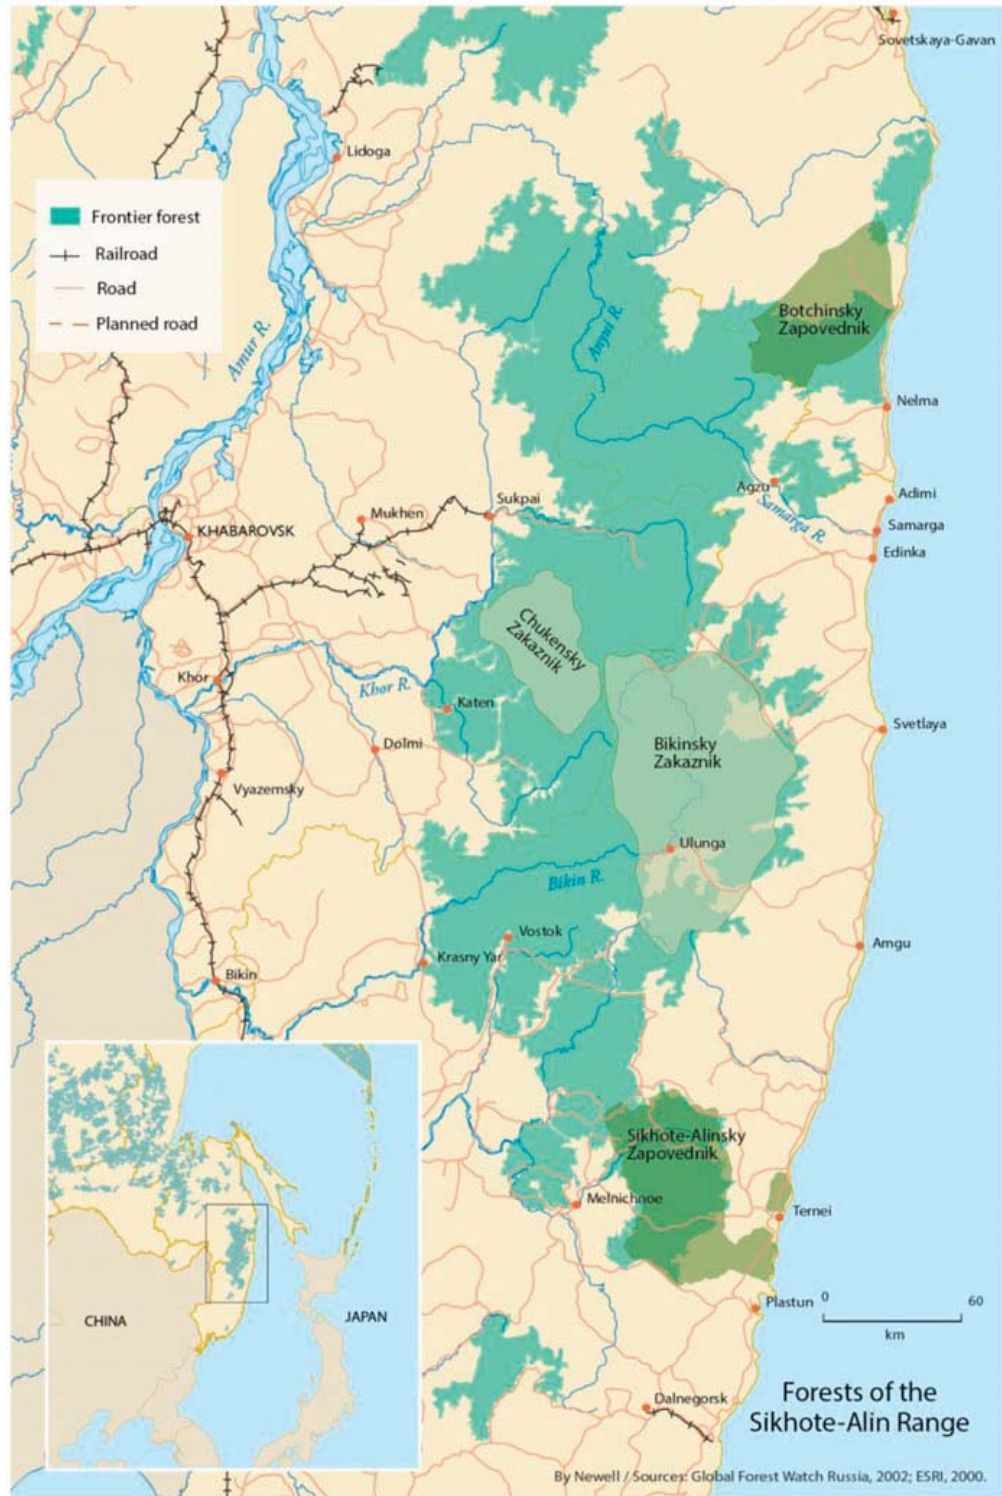 Sovetskaya-Gavan
Lidoga
Frontier forest
Railroad
Road
Planned road
Amur R.
Anyui R.
Botchinsky
Zapovednik
Nelma
Agzu
Samarga R.
Adimi
Samarga
Edinka
Sukpai
Mukhen
KHABAROVSK
Chukensky
Zakaznik
Khor
Khor R.
Katen
Dolmi
Bikinsky
Zakaznik
Svetlaya
Vyazemsky
Ulunga
Bikin R.
Vostok
Krasny Yar
Amgu
Bikin
Sikhote-Alinsky
Zapovednik
Melnichnoe
Ternei
Plastun
0 60
km
CHINA
JAPAN
Dalnegorsk
Forests of the
Sikhote-Alin Range
By Newell / Sources: Global Forest Watch Russia, 2002; ESRI, 2000.